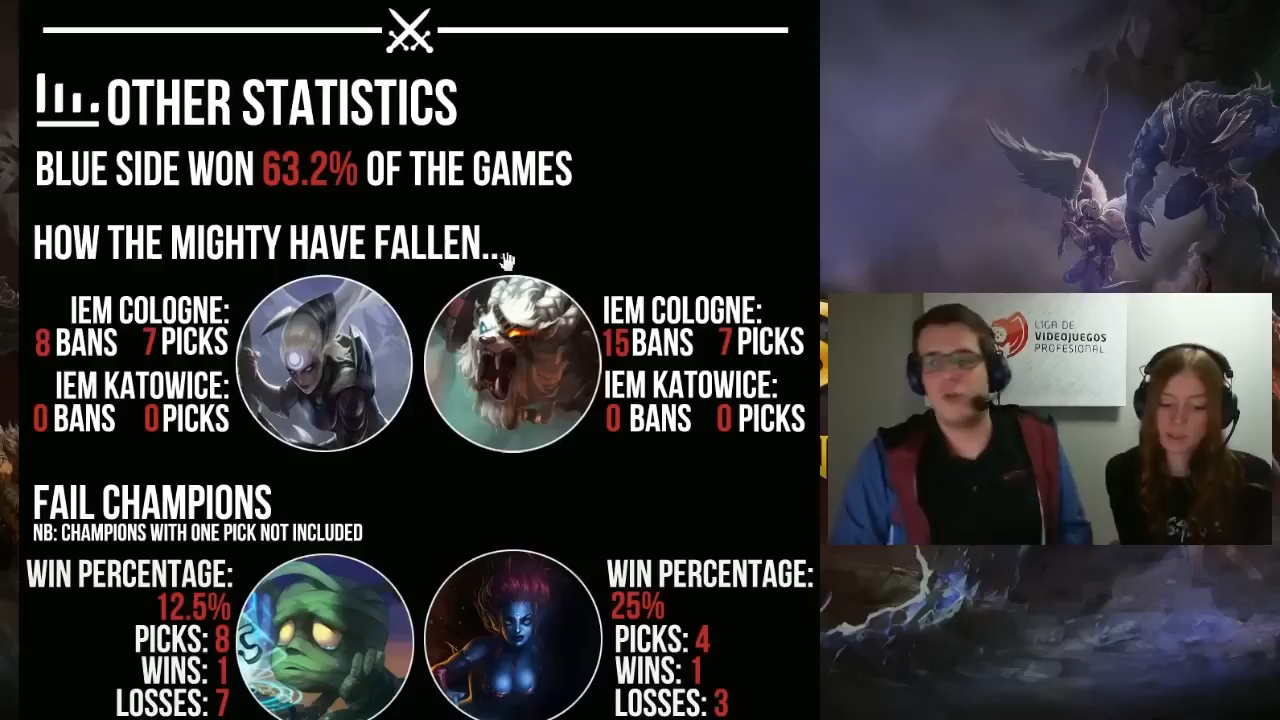 OTHER STATISTICS
BLUE SIDE WON 63.2% OF THE GAMES
HOW THE MIGHTY HAVE FALLEN...
IEM COLOGNE:
8 BANS 7 PICKS
IEM KATOWICE:
0 BANS 0 PICKS
IEM COLOGNE:
15 BANS 7 PICKS
IEM KATOWICE:
0 BANS 0 PICKS
FAIL CHAMPIONS
NB: CHAMPIONS WITH ONE PICK NOT INCLUDED
WIN PERCENTAGE:
12.5%
PICKS: 8
WINS: 1
LOSSES: 7
WIN PERCENTAGE:
25%
PICKS: 4
WINS: 1
LOSSES: 3
LIGA DE
VIDEOJUEGOS
PROFESIONAL